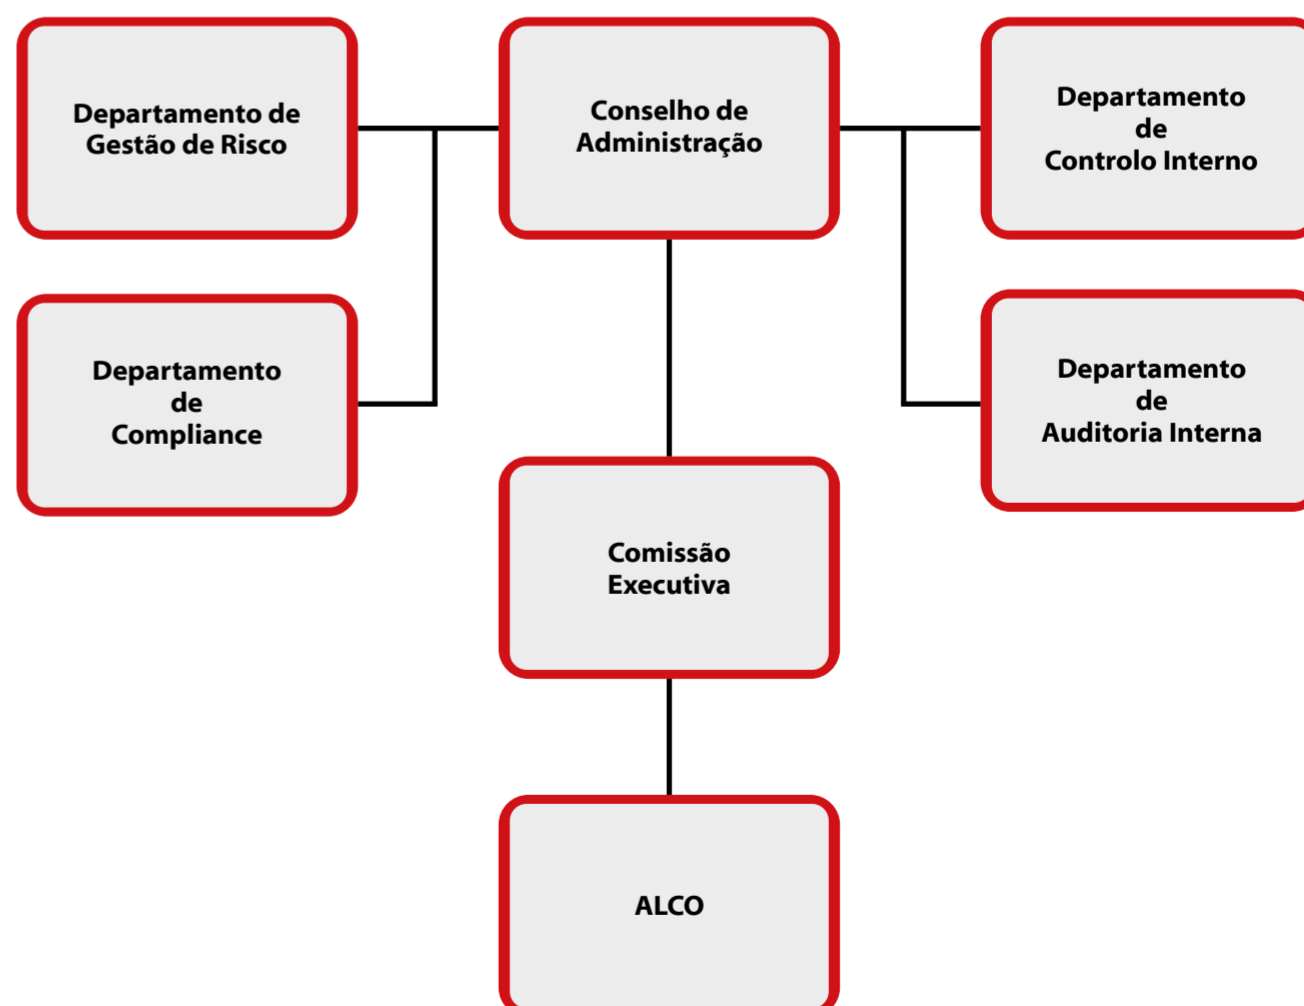 Departamento de
Gestão de Risco
Conselho de
Administração
Departamento
de
Controlo Interno
Departamento
de
Compliance
Departamento
de
Auditoria Interna
Comissão
Executiva
ALCO